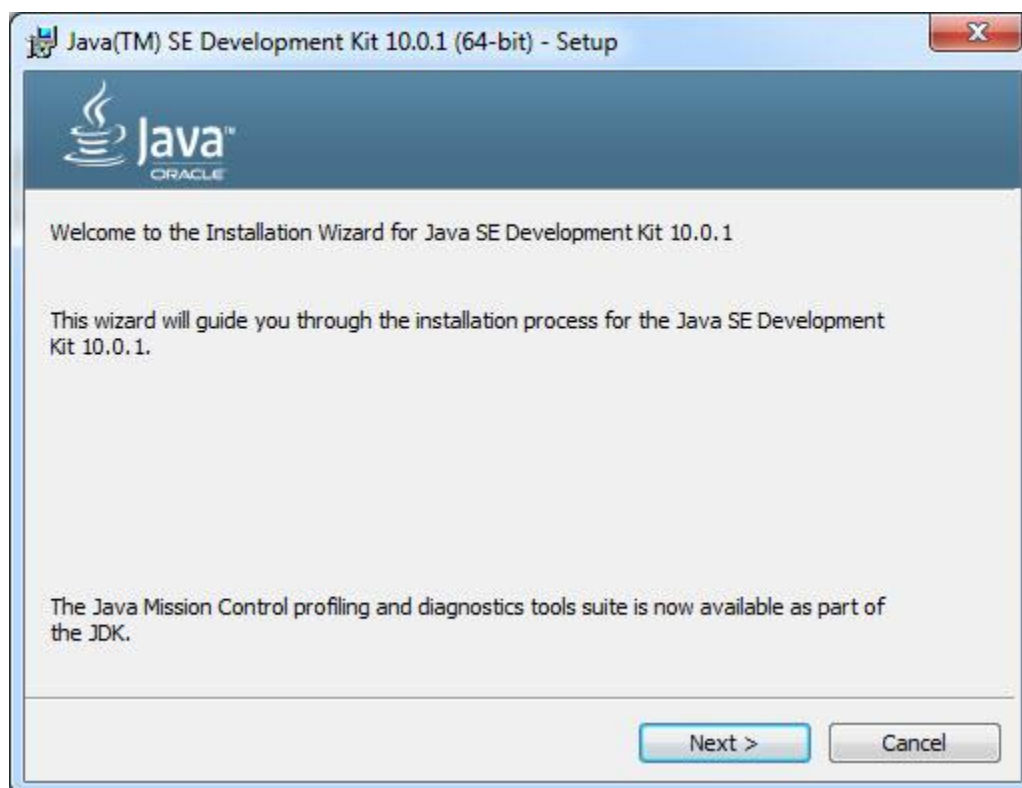 Java(TM) SE Development Kit 10.0.1 (64-bit) - Setup
Java™
ORACLE
Welcome to the Installation Wizard for Java SE Development Kit 10.0.1
This wizard will guide you through the installation process for the Java SE Development
Kit 10.0.1.
The Java Mission Control profiling and diagnostics tools suite is now available as part of
the JDK.
Next >
Cancel